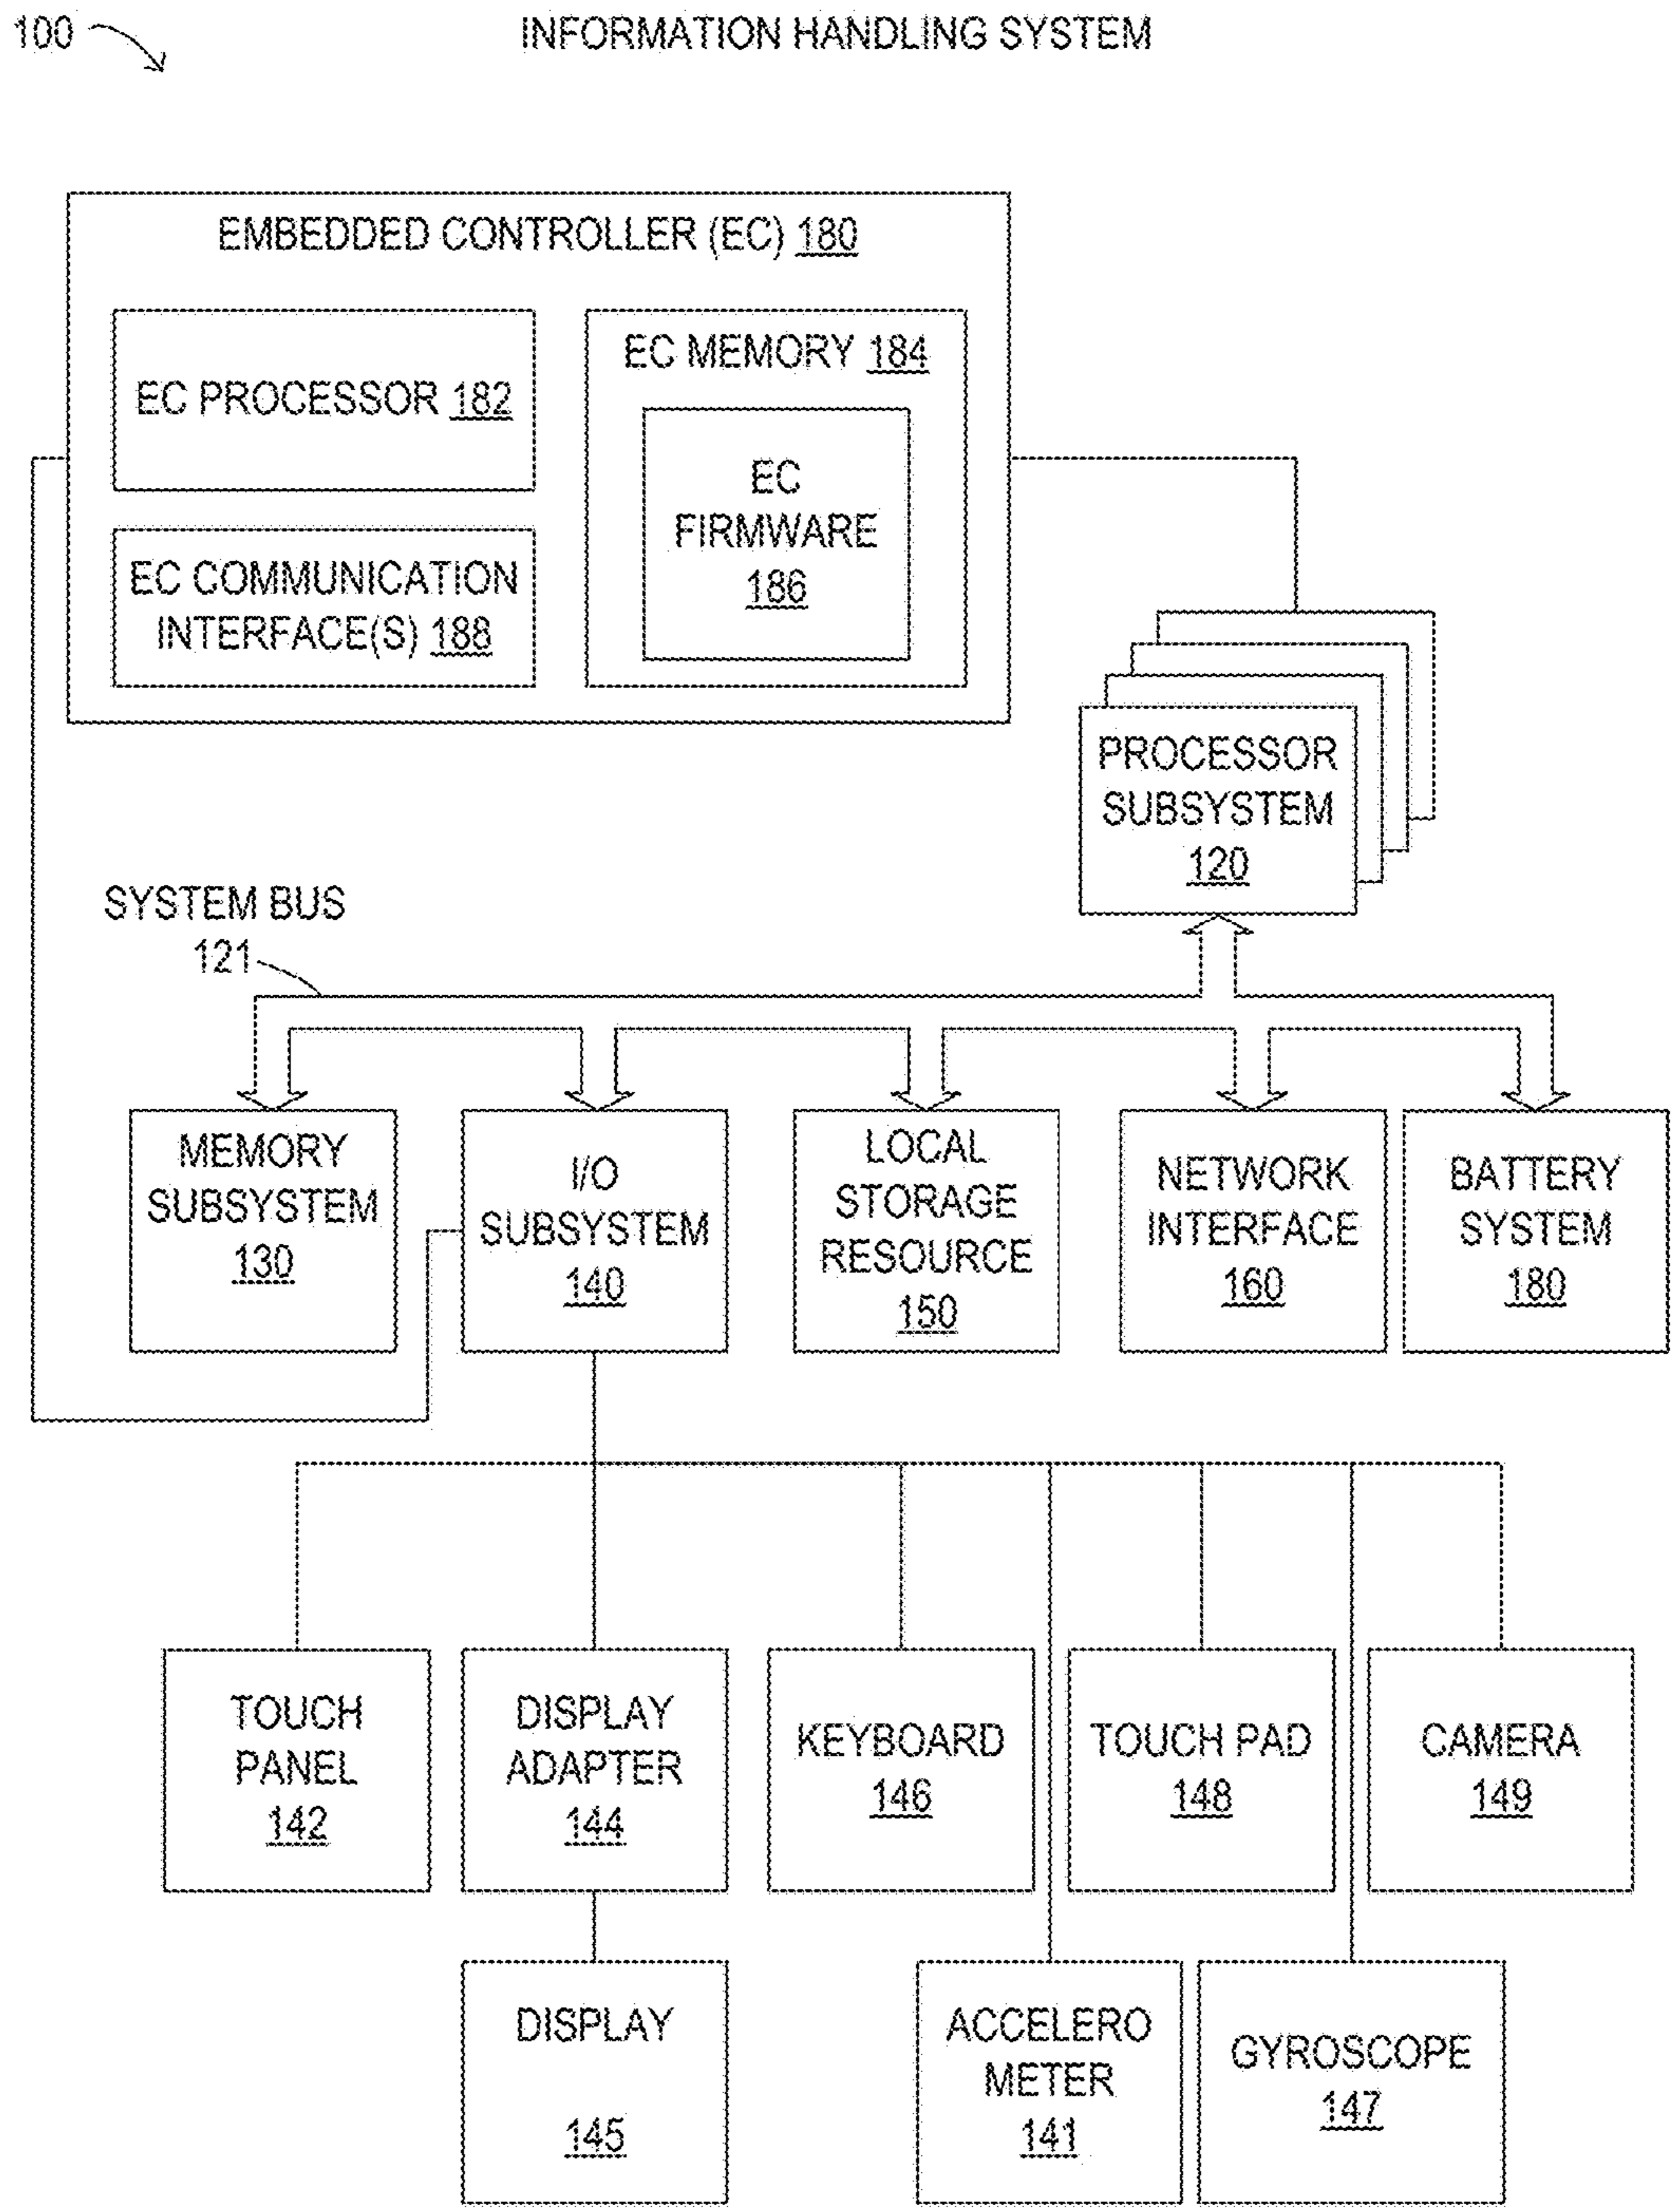 100
INFORMATION HANDLING SYSTEM
EMBEDDED CONTROLLER (EC) 180
EC PROCESSOR 182
EC COMMUNICATION
INTERFACE(S) 188
EC MEMORY 184
EC
FIRMWARE
186
PROCESSOR
SUBSYSTEM
120
SYSTEM BUS
121
MEMORY
SUBSYSTEM
130
I/O
SUBSYSTEM
140
LOCAL
STORAGE
RESOURCE
150
NETWORK
INTERFACE
160
BATTERY
SYSTEM
180
TOUCH
PANEL
142
DISPLAY
ADAPTER
144
KEYBOARD
146
TOUCH PAD
148
CAMERA
149
DISPLAY
145
ACCELERO
METER
141
GYROSCOPE
147